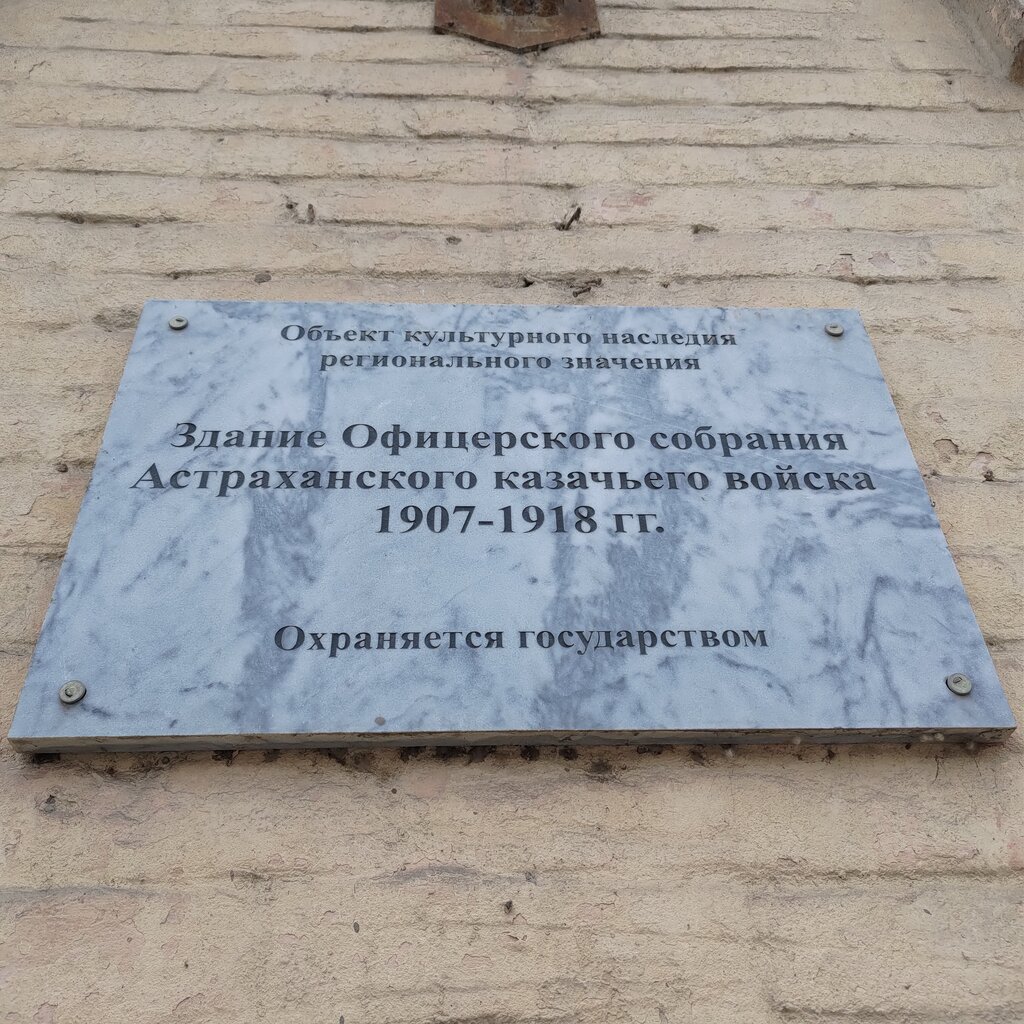 Объект культурного наследия
регионального значения
Здание Офицерского собрания
Астраханского казачьего войска
1907-1918 гг.
Охраняется государством